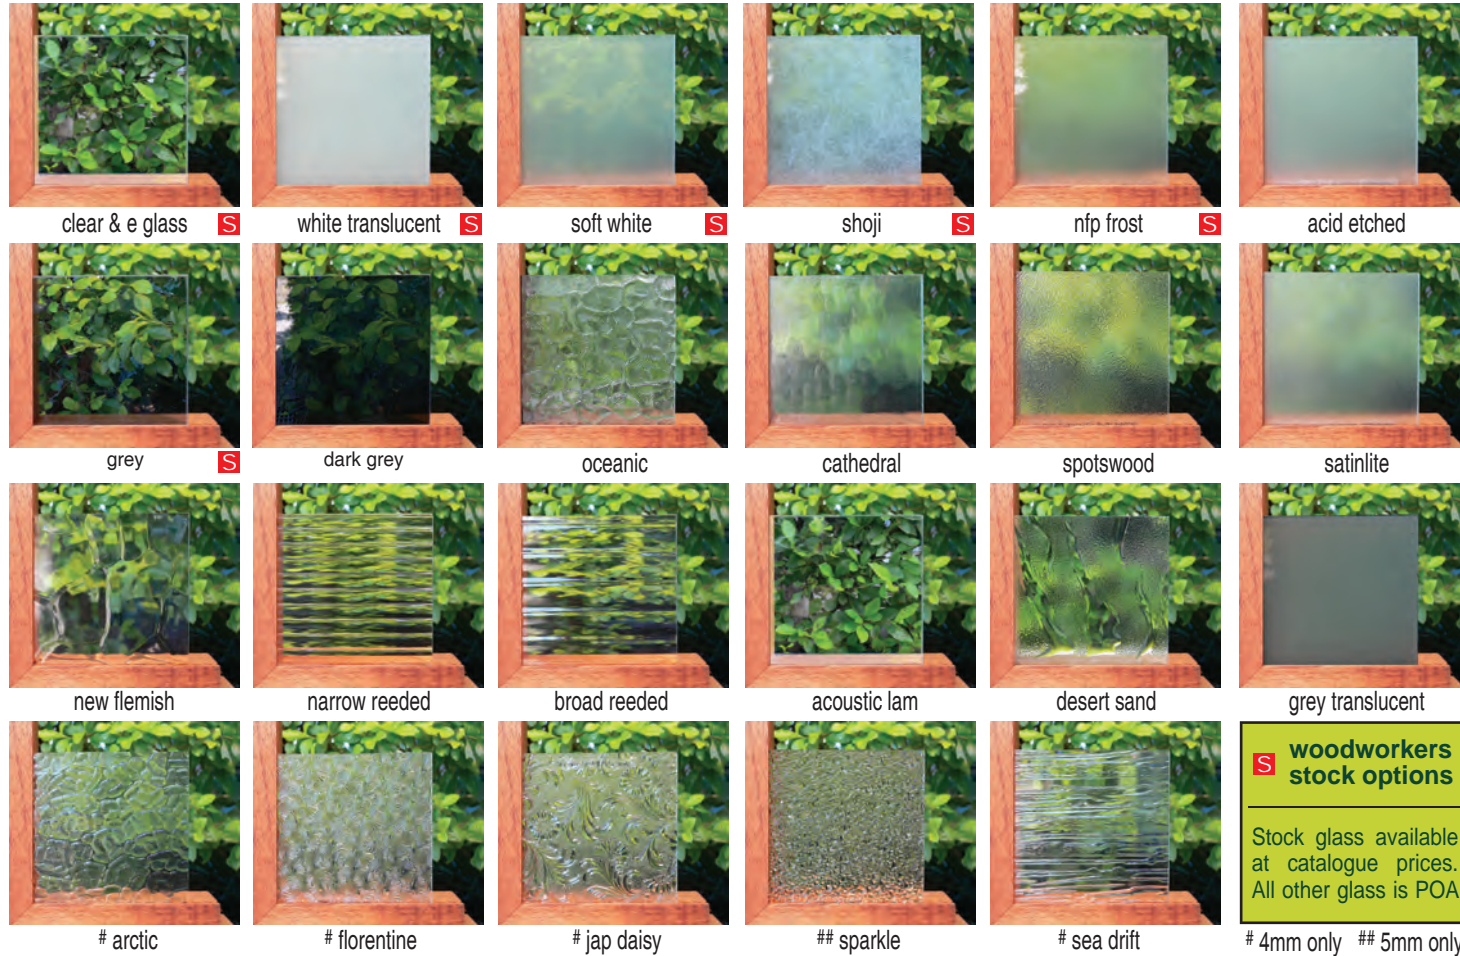 clear & e glass S
white translucent S
soft white S
shoji S
nfp frost S
acid etched
grey S
dark grey
oceanic
cathedral
spotswood
satinlite
new flemish
narrow reeded
broad reeded
acoustic lam
desert sand
grey translucent
# arctic
# florentine
# jap daisy
## sparkle
# sea drift
S woodworkers
stock options
Stock glass available
at catalogue prices.
All other glass is POA
# 4mm only ## 5mm only